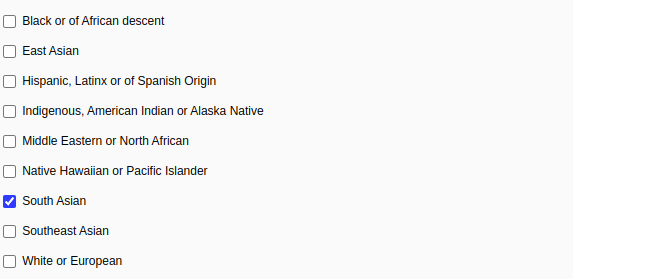 Black or of African descent
East Asian
Hispanic, Latinx or of Spanish Origin
Indigenous, American Indian or Alaska Native
Middle Eastern or North African
Native Hawaiian or Pacific Islander
South Asian
Southeast Asian
White or European